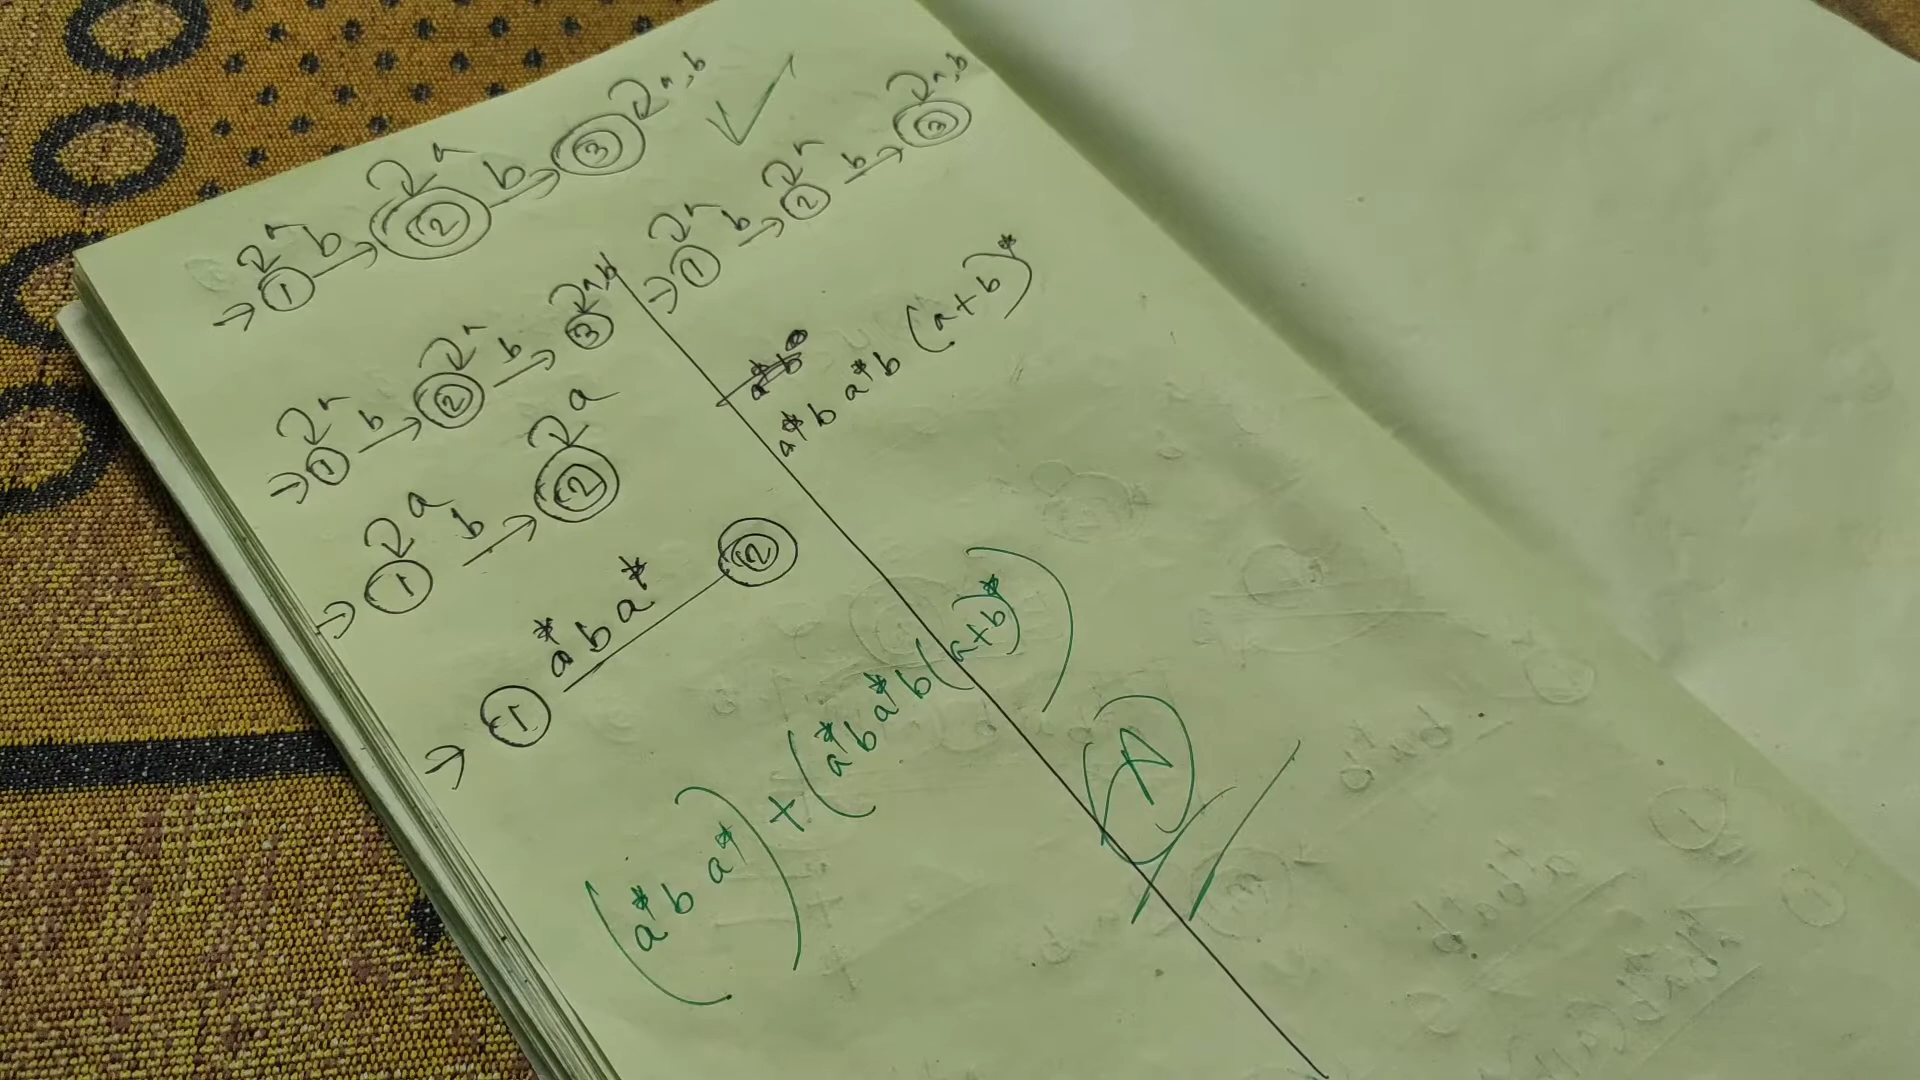 → 1 a b → 2 a b → 3 a,b ✓
→ 1 a b → 2 a b → 3 a,b
→ 1 a b → 2 a
→ 1 a*ba* 2
→ 1 a b → 2 a b → 3 a,b
a*ba*b(a+b)*
(a*ba*)+(a*ba*b(a+b)*)
A